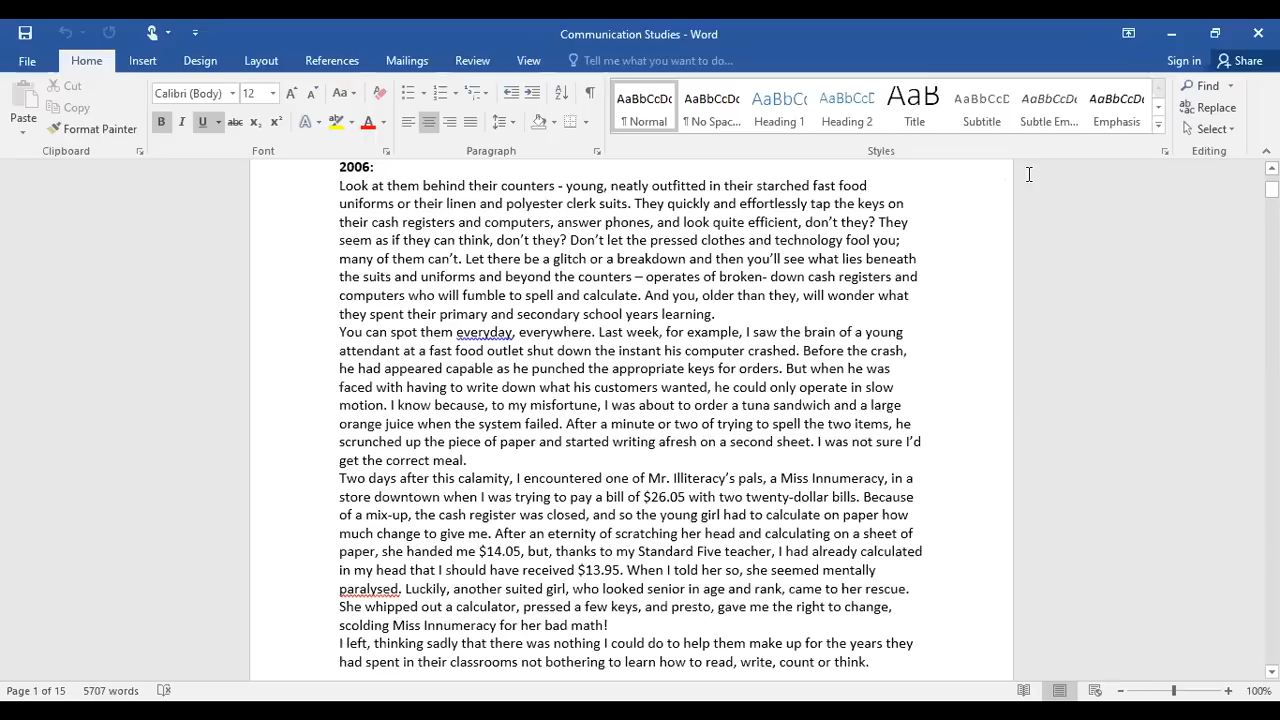 Communication Studies - Word
File Home Insert Design Layout References Mailings Review View Tell me what you want to do... Sign in Share
Paste Cut Copy Format Painter Clipboard
Calibri (Body) 12 Aa B I U abc x₂ x² A A Font
Paragraph
AaBbCcDc ¶ Normal AaBbCcDc ¶ No Spac... AaBbCc Heading 1 AaBbCcC Heading 2 AaB Title AaBbCcC Subtitle AaBbCcDc Subtle Em... AaBbCcDc Emphasis Styles
Find Replace Select Editing
2006:
Look at them behind their counters - young, neatly outfitted in their starched fast food
uniforms or their linen and polyester clerk suits. They quickly and effortlessly tap the keys on
their cash registers and computers, answer phones, and look quite efficient, don’t they? They
seem as if they can think, don’t they? Don’t let the pressed clothes and technology fool you;
many of them can’t. Let there be a glitch or a breakdown and then you’ll see what lies beneath
the suits and uniforms and beyond the counters – operates of broken- down cash registers and
computers who will fumble to spell and calculate. And you, older than they, will wonder what
they spent their primary and secondary school years learning.
You can spot them everyday, everywhere. Last week, for example, I saw the brain of a young
attendant at a fast food outlet shut down the instant his computer crashed. Before the crash,
he had appeared capable as he punched the appropriate keys for orders. But when he was
faced with having to write down what his customers wanted, he could only operate in slow
motion. I know because, to my misfortune, I was about to order a tuna sandwich and a large
orange juice when the system failed. After a minute or two of trying to spell the two items, he
scrunched up the piece of paper and started writing afresh on a second sheet. I was not sure I’d
get the correct meal.
Two days after this calamity, I encountered one of Mr. Illiteracy’s pals, a Miss Innumeracy, in a
store downtown when I was trying to pay a bill of $26.05 with two twenty-dollar bills. Because
of a mix-up, the cash register was closed, and so the young girl had to calculate on paper how
much change to give me. After an eternity of scratching her head and calculating on a sheet of
paper, she handed me $14.05, but, thanks to my Standard Five teacher, I had already calculated
in my head that I should have received $13.95. When I told her so, she seemed mentally
paralysed. Luckily, another suited girl, who looked senior in age and rank, came to her rescue.
She whipped out a calculator, pressed a few keys, and presto, gave me the right to change,
scolding Miss Innumeracy for her bad math!
I left, thinking sadly that there was nothing I could do to help them make up for the years they
had spent in their classrooms not bothering to learn how to read, write, count or think.
Page 1 of 15 5707 words 100%